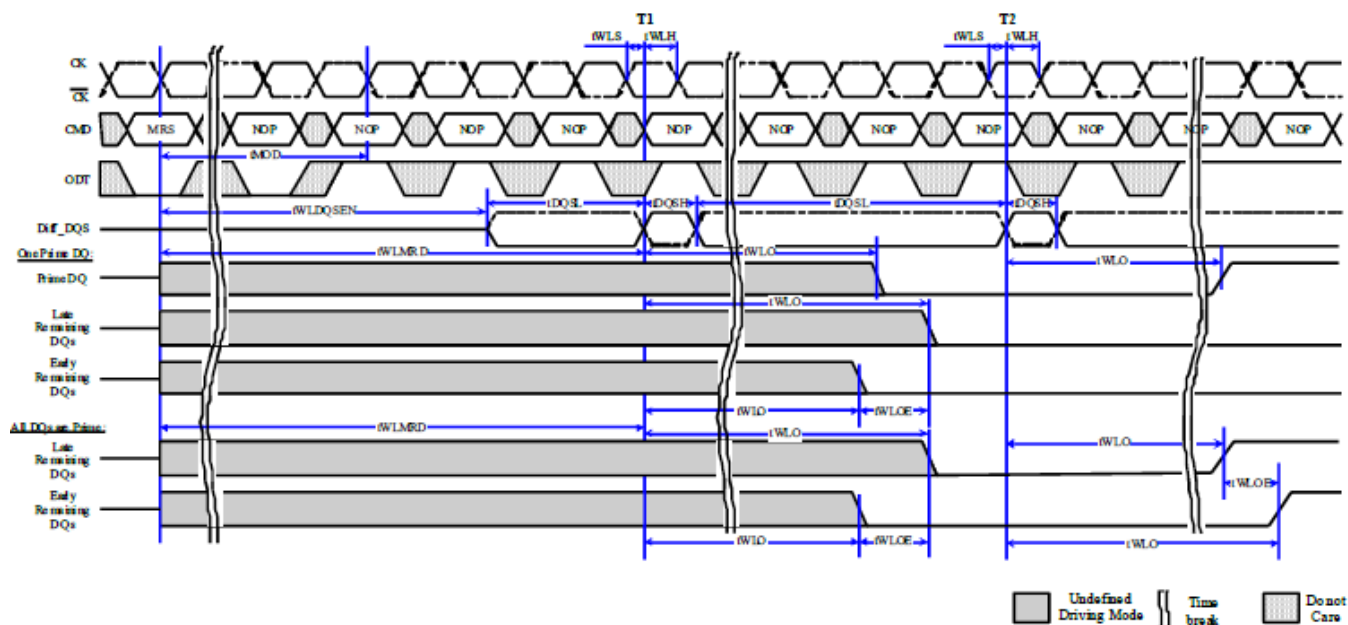 T1 T2
tWLS tWLH tWLS tWLH
CK
CK
CMD MRS NOP NOP NOP NOP NOP NOP NOP NOP NOP NOP NOP
tMOD
ODT
tWLDQSEN tDQSL tDQSH tDQSL tDQSH
Diff_DQS
One Prime DQ: tWLMRD tWLO tWLO
Prime DQ
tWLO
Late
Remaining
DQs
Early
Remaining
DQs
tWLO tWLOE
All DQs are Prime: tWLMRD tWLO tWLO
Late
Remaining
DQs
tWLOE
Early
Remaining
DQs
tWLO tWLOE tWLO
Undefined
Driving Mode
Time
break
Do not
Care